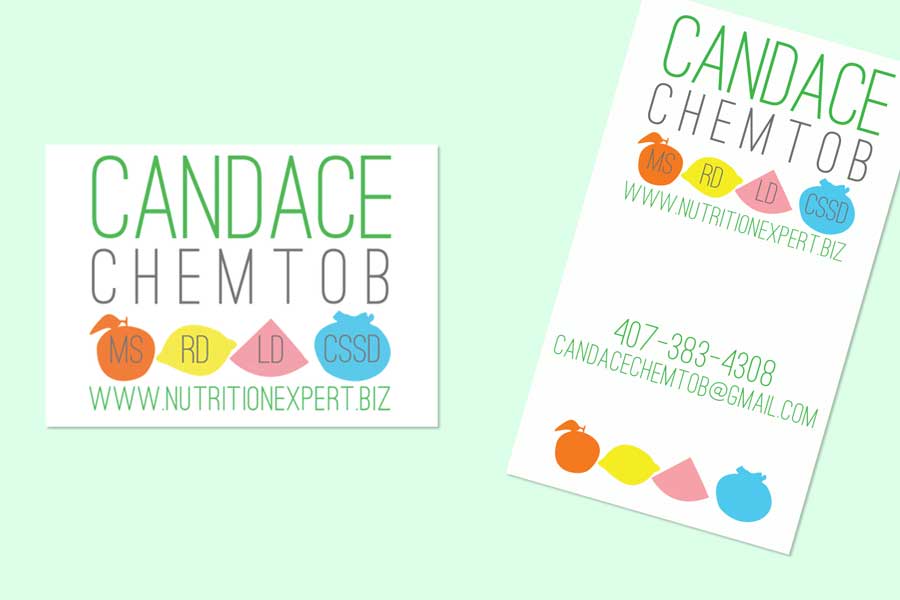 CANDACE
CHEMTOB
MS RD LD CSSD
WWW.NUTRITIONEXPERT.BIZ
CANDACE
CHEMTOB
MS RD LD CSSD
WWW.NUTRITIONEXPERT.BIZ
407-383-4308
CANDACECHEMTOB@GMAIL.COM